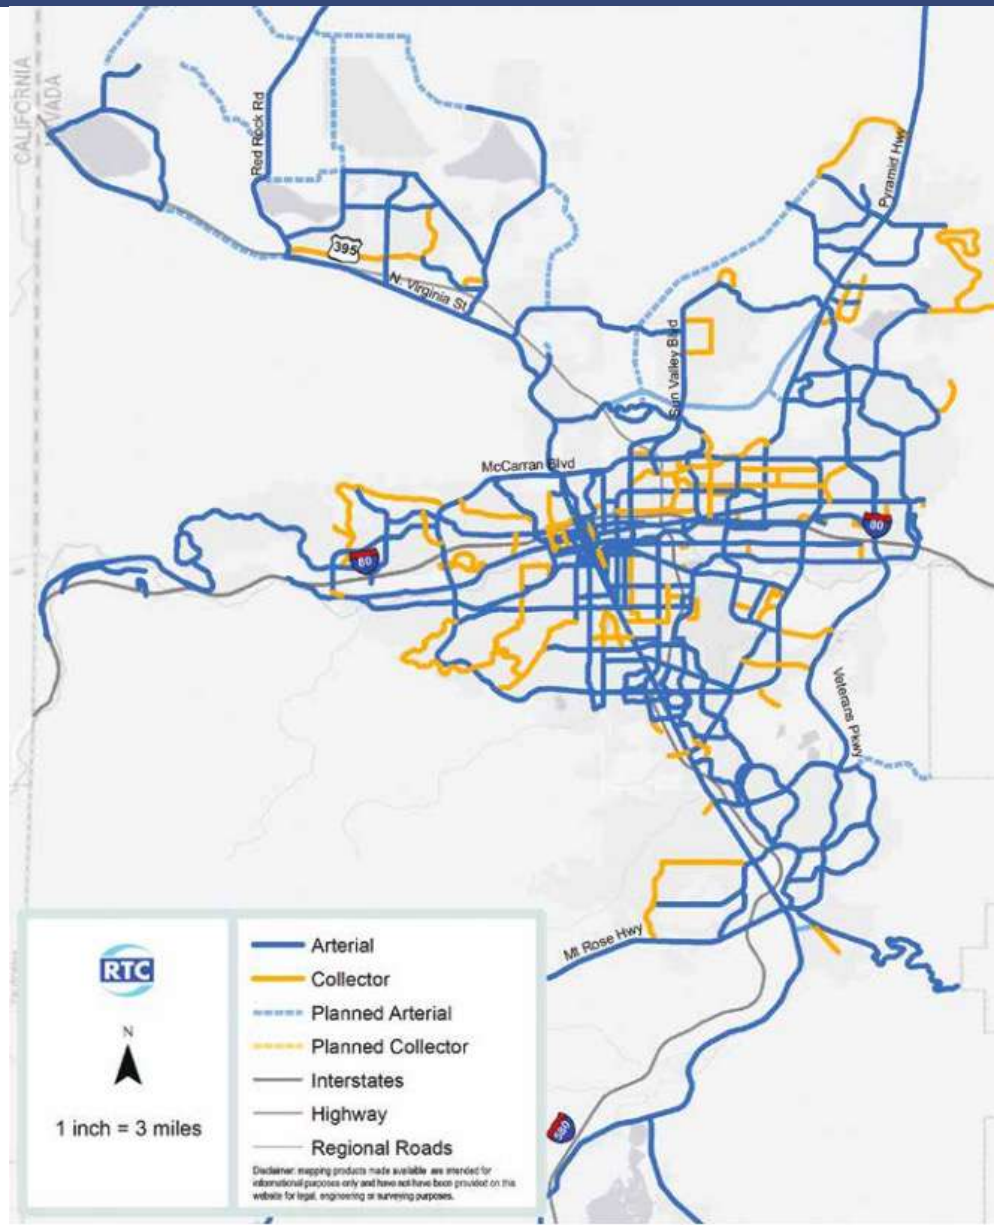 CALIFORNIA
NEVADA
Red Rock Rd
Pyramid Hwy
395
N. Virginia St
Sun Valley Blvd
McCarran Blvd
80
80
Veterans Pkwy
Mt Rose Hwy
580
RTC
N
1 inch = 3 miles
Arterial
Collector
Planned Arterial
Planned Collector
Interstates
Highway
Regional Roads
Disclaimer: mapping products made available are intended for
informational purposes only and have not have been provided on this
website for legal, engineering or surveying purposes.